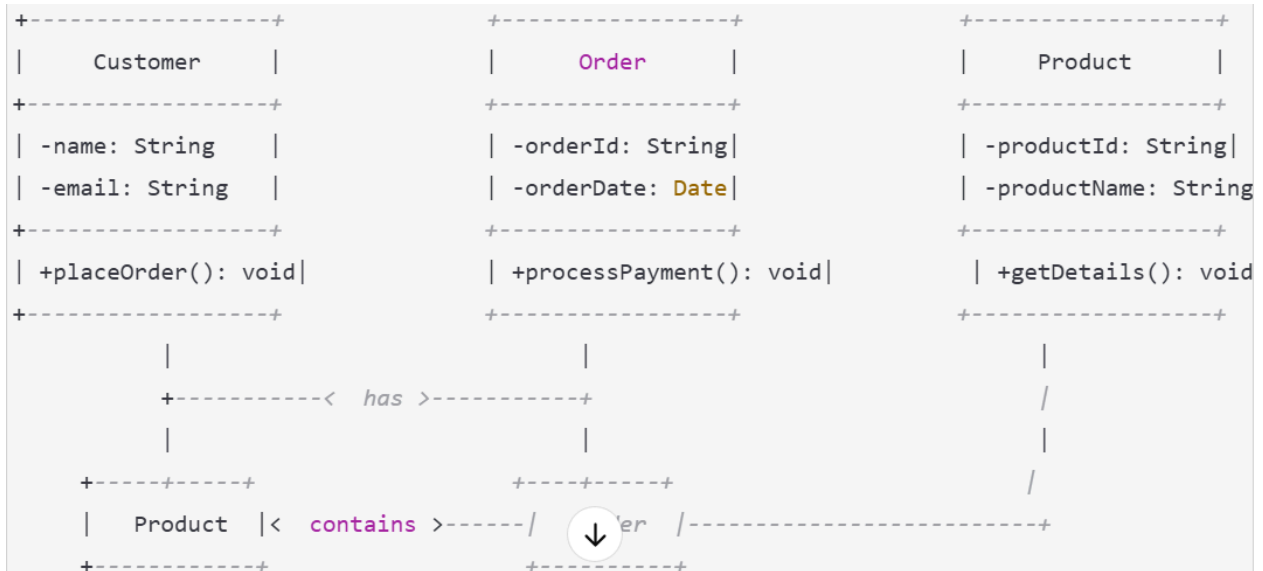 +------------------+ +-----------------+ +------------------+
| Customer | | Order | | Product |
+------------------+ +-----------------+ +------------------+
| -name: String | | -orderId: String| | -productId: String|
| -email: String | | -orderDate: Date| | -productName: String
+------------------+ +-----------------+ +------------------+
| +placeOrder(): void| | +processPayment(): void| | +getDetails(): void
+------------------+ +-----------------+ +------------------+
| | |
+-----------< has >-----------+ |
| | |
+-----+-----+ +----+-----+ |
| Product |< contains >------| |--------------------------+
+------------+ +----------+